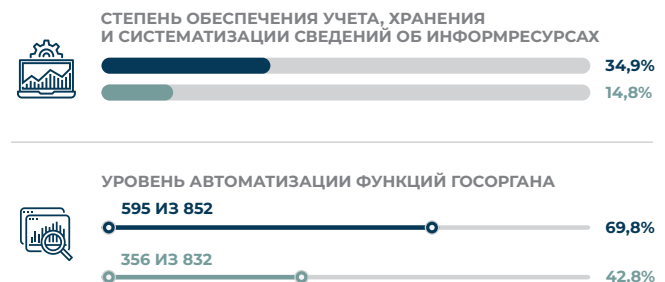 СТЕПЕНЬ ОБЕСПЕЧЕНИЯ УЧЕТА, ХРАНЕНИЯ
И СИСТЕМАТИЗАЦИИ СВЕДЕНИЙ ОБ ИНФОРМРЕСУРСАХ
34,9%
14,8%
УРОВЕНЬ АВТОМАТИЗАЦИИ ФУНКЦИЙ ГОСОРГАНА
595 ИЗ 852
69,8%
356 ИЗ 832
42,8%